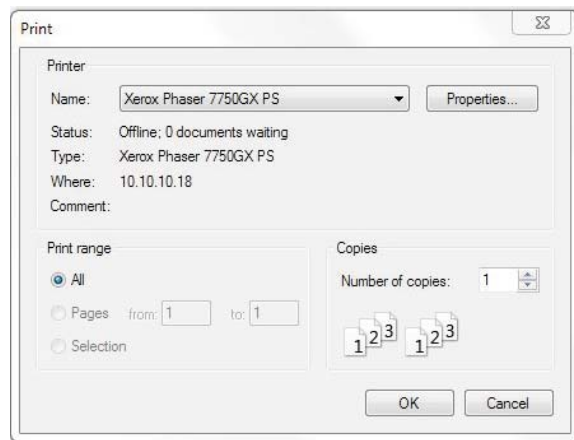 Print
Printer
Name: Xerox Phaser 7750GX PS Properties...
Status: Offline; 0 documents waiting
Type: Xerox Phaser 7750GX PS
Where: 10.10.10.18
Comment:
Print range
All
Pages from: 1 to: 1
Selection
Copies
Number of copies: 1
1 2 3 1 2 3
OK Cancel